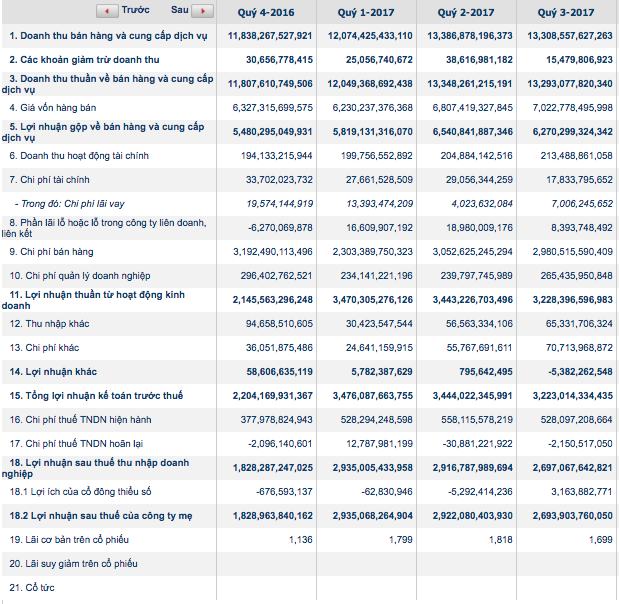 Trước Sau Quý 4-2016 Quý 1-2017 Quý 2-2017 Quý 3-2017
1. Doanh thu bán hàng và cung cấp dịch vụ 11,838,267,527,921 12,074,425,433,110 13,386,878,196,373 13,308,557,627,263
2. Các khoản giảm trừ doanh thu 30,656,778,415 25,056,740,672 38,616,981,182 15,479,806,923
3. Doanh thu thuần về bán hàng và cung cấp
dịch vụ 11,807,610,749,506 12,049,368,692,438 13,348,261,215,191 13,293,077,820,340
4. Giá vốn hàng bán 6,327,315,699,575 6,230,237,376,368 6,807,419,327,845 7,022,778,495,998
5. Lợi nhuận gộp về bán hàng và cung cấp
dịch vụ 5,480,295,049,931 5,819,131,316,070 6,540,841,887,346 6,270,299,324,342
6. Doanh thu hoạt động tài chính 194,133,215,944 199,756,552,892 204,884,142,516 213,488,861,058
7. Chi phí tài chính 33,702,023,732 27,661,528,509 29,056,344,259 17,833,795,652
- Trong đó: Chi phí lãi vay 19,574,144,919 13,393,474,209 4,023,632,084 7,006,245,652
8. Phần lãi lỗ hoặc lỗ trong công ty liên doanh,
liên kết -6,270,069,878 16,609,907,192 18,980,009,176 8,393,748,492
9. Chi phí bán hàng 3,192,490,113,496 2,303,389,750,323 3,052,625,245,294 2,980,515,590,409
10. Chi phí quản lý doanh nghiệp 296,402,762,521 234,141,221,196 239,797,745,989 265,435,950,848
11. Lợi nhuận thuần từ hoạt động kinh
doanh 2,145,563,296,248 3,470,305,276,126 3,443,226,703,496 3,228,396,596,983
12. Thu nhập khác 94,658,510,605 30,423,547,544 56,563,334,106 65,331,706,324
13. Chi phí khác 36,051,875,486 24,641,159,915 55,767,691,611 70,713,968,872
14. Lợi nhuận khác 58,606,635,119 5,782,387,629 795,642,495 -5,382,262,548
15. Tổng lợi nhuận kế toán trước thuế 2,204,169,931,367 3,476,087,663,755 3,444,022,345,991 3,223,014,334,435
16. Chi phí thuế TNDN hiện hành 377,978,824,943 528,294,248,598 558,115,578,219 528,097,208,664
17. Chi phí thuế TNDN hoãn lại -2,096,140,601 12,787,981,199 -30,881,221,922 -2,150,517,050
18. Lợi nhuận sau thuế thu nhập doanh
nghiệp 1,828,287,247,025 2,935,005,433,958 2,916,787,989,694 2,697,067,642,821
18.1 Lợi ích của cổ đông thiểu số -676,593,137 -62,830,946 -5,292,414,236 3,163,882,771
18.2 Lợi nhuận sau thuế của công ty mẹ 1,828,963,840,162 2,935,068,264,904 2,922,080,403,930 2,693,903,760,050
19. Lãi cơ bản trên cổ phiếu 1,136 1,799 1,818 1,699
20. Lãi suy giảm trên cổ phiếu
21. Cổ tức